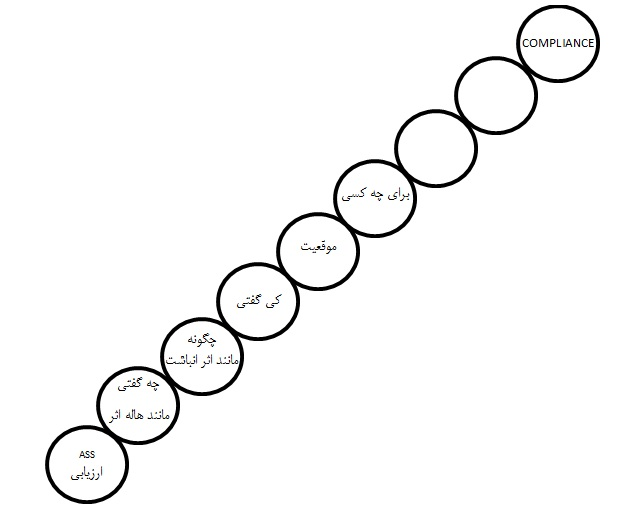 COMPLIANCE
برای چه کسی
موقعیت
کی گفتی
چگونه
مانند اثر انباشت
چه گفتی
مانند هاله اثر
ASS
ارزیابی